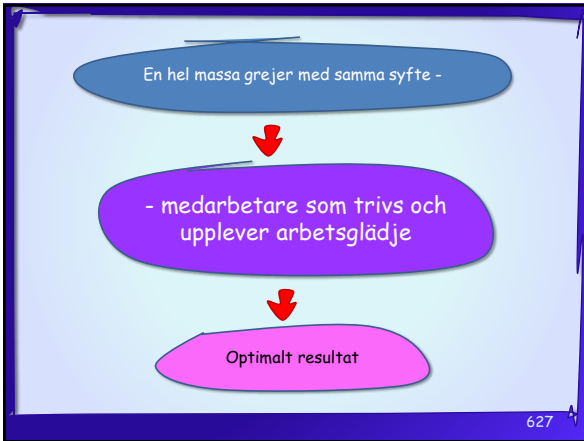 En hel massa grejer med samma syfte -
- medarbetare som trivs och
upplever arbetsglädje
Optimalt resultat
627